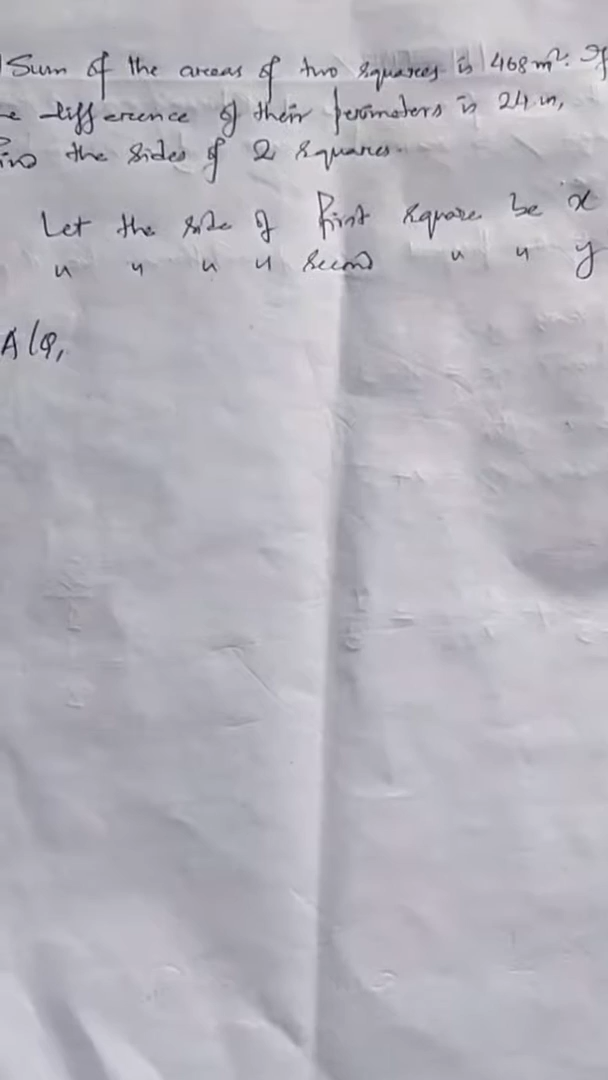 Sum of the areas of two squares is 468 m². If
difference of their perimeters is 24 m,
the sides of 2 squares.
Let the side of first square be x
u u u u second u u y
A/Q,